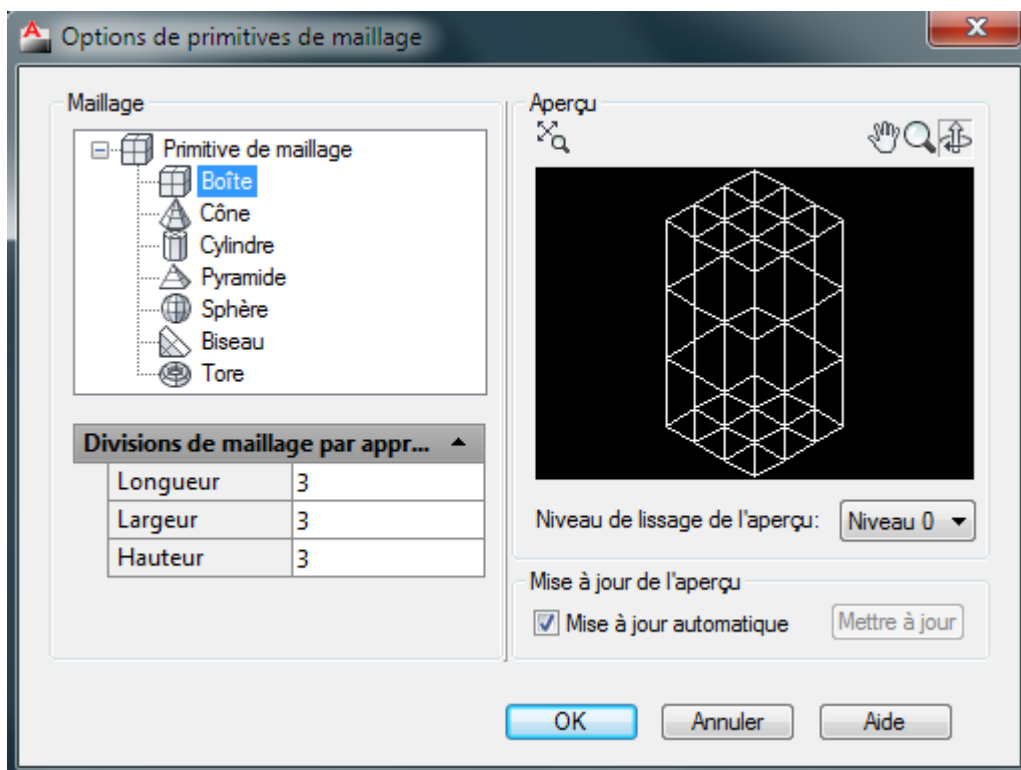 Options de primitives de maillage
Maillage
Primitive de maillage
Boîte
Cône
Cylindre
Pyramide
Sphère
Biseau
Tore
Divisions de maillage par appr...
Longueur 3
Largeur 3
Hauteur 3
Aperçu
Niveau de lissage de l'aperçu: Niveau 0
Mise à jour de l'aperçu
Mise à jour automatique Mettre à jour
OK Annuler Aide